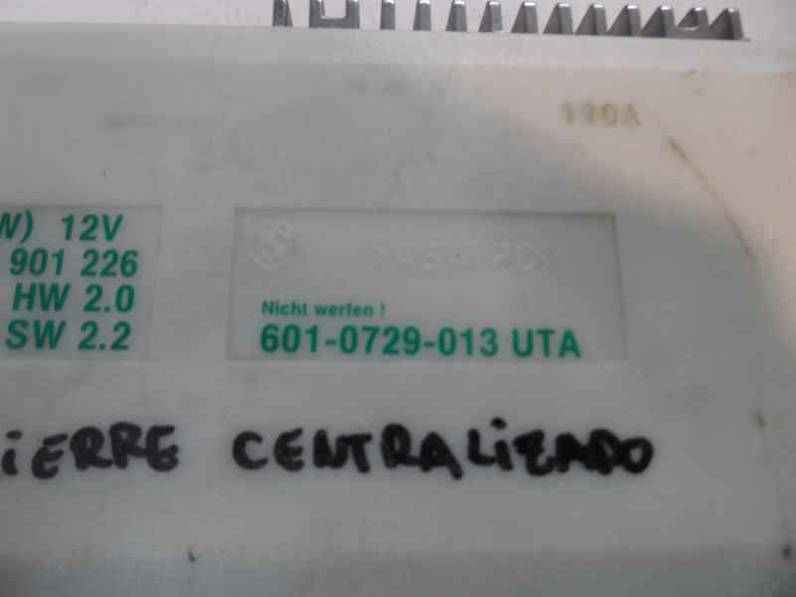 12V
901 226
HW 2.0
SW 2.2
Nicht werfen !
601-0729-013 UTA
iERRE CENTRALiZADO